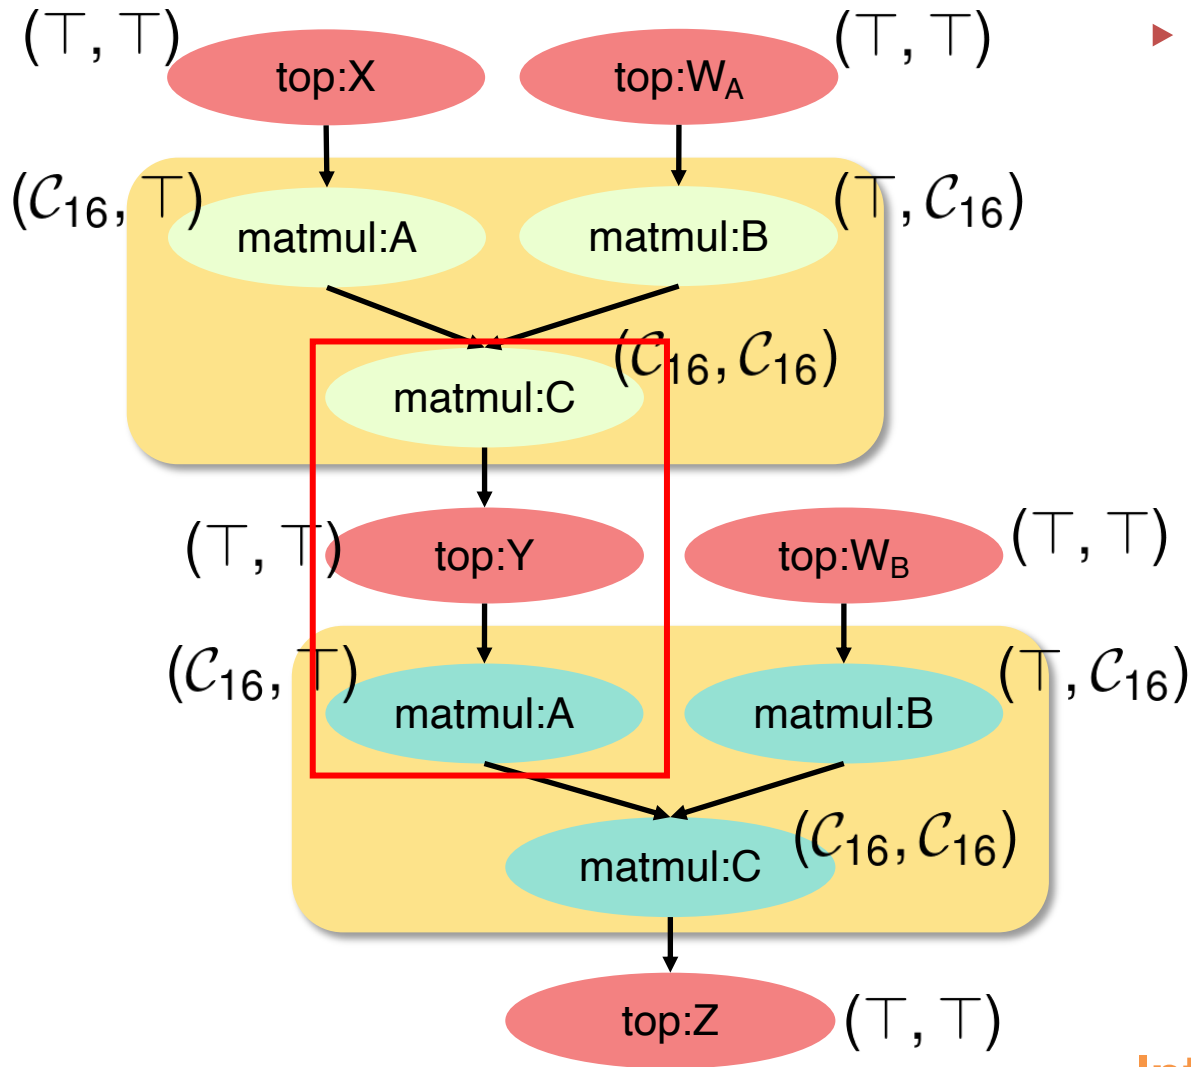 (⊤, ⊤) top:X top:W_A (⊤, ⊤)
(𝒞₁₆, ⊤) matmul:A matmul:B (⊤, 𝒞₁₆)
(𝒞₁₆, 𝒞₁₆)
matmul:C
(⊤, ⊤) top:Y top:W_B (⊤, ⊤)
(𝒞₁₆, ⊤) matmul:A matmul:B (⊤, 𝒞₁₆)
matmul:C (𝒞₁₆, 𝒞₁₆)
top:Z (⊤, ⊤)